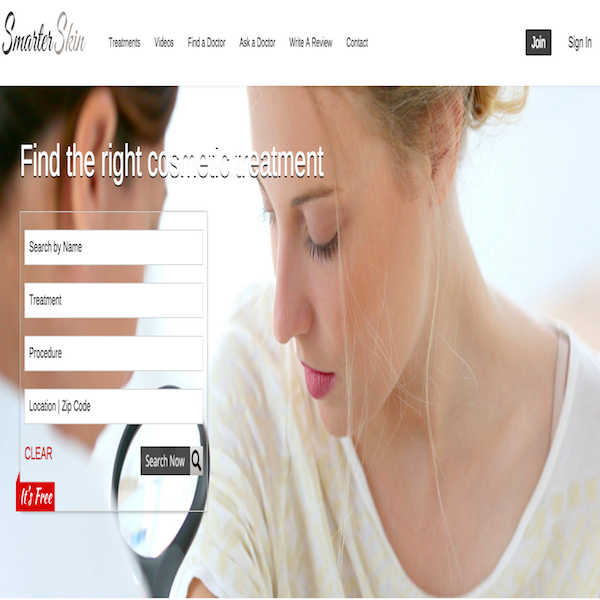 Smarter Skin
Treatments Videos Find a Doctor Ask a Doctor Write A Review Contact Join Sign In
Find the right cosmetic treatment
Search by Name
Treatment
Procedure
Location | Zip Code
CLEAR
Search Now
It's Free